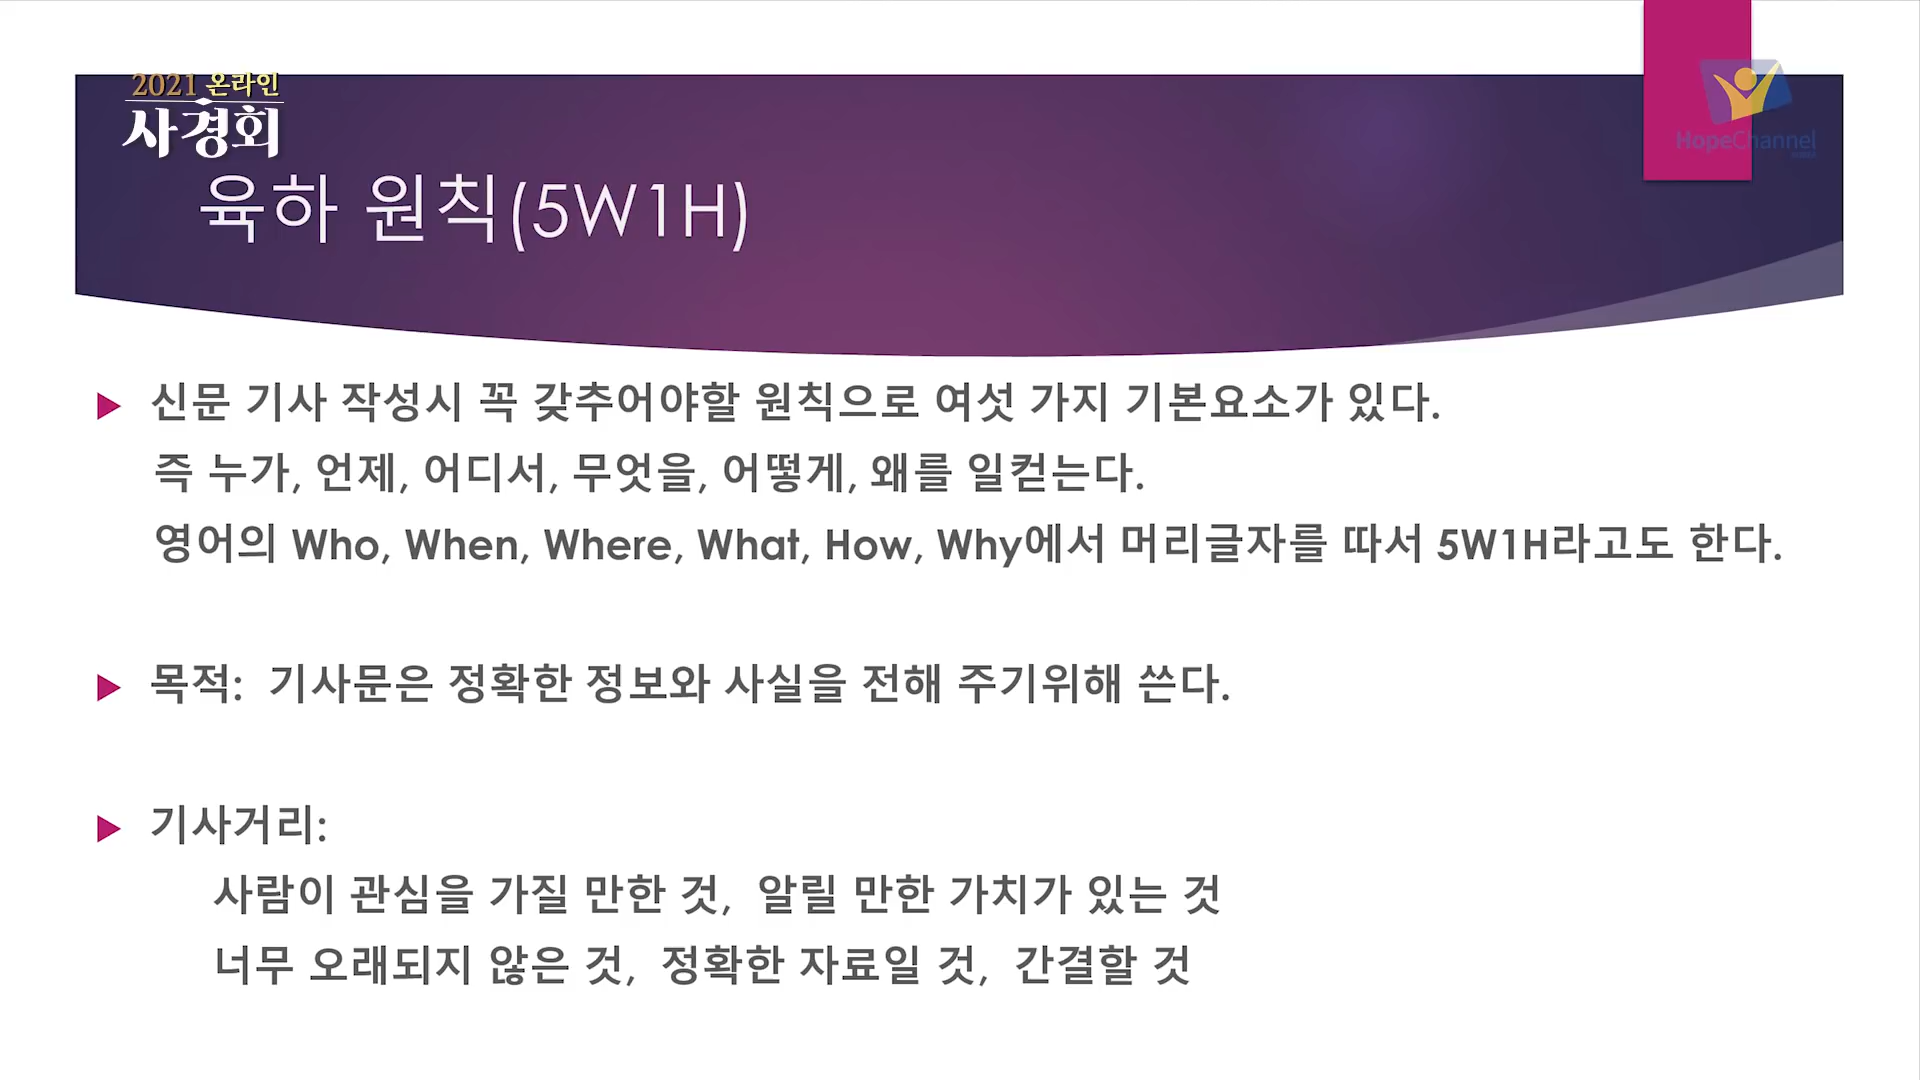 2021 온라인
사경회
HopeChannel
육하 원칙(5W1H)
신문 기사 작성시 꼭 갖추어야할 원칙으로 여섯 가지 기본요소가 있다.
즉 누가, 언제, 어디서, 무엇을, 어떻게, 왜를 일컫는다.
영어의 Who, When, Where, What, How, Why에서 머리글자를 따서 5W1H라고도 한다.
목적:  기사문은 정확한 정보와 사실을 전해 주기위해 쓴다.
기사거리:
사람이 관심을 가질 만한 것,  알릴 만한 가치가 있는 것
너무 오래되지 않은 것,  정확한 자료일 것,  간결할 것